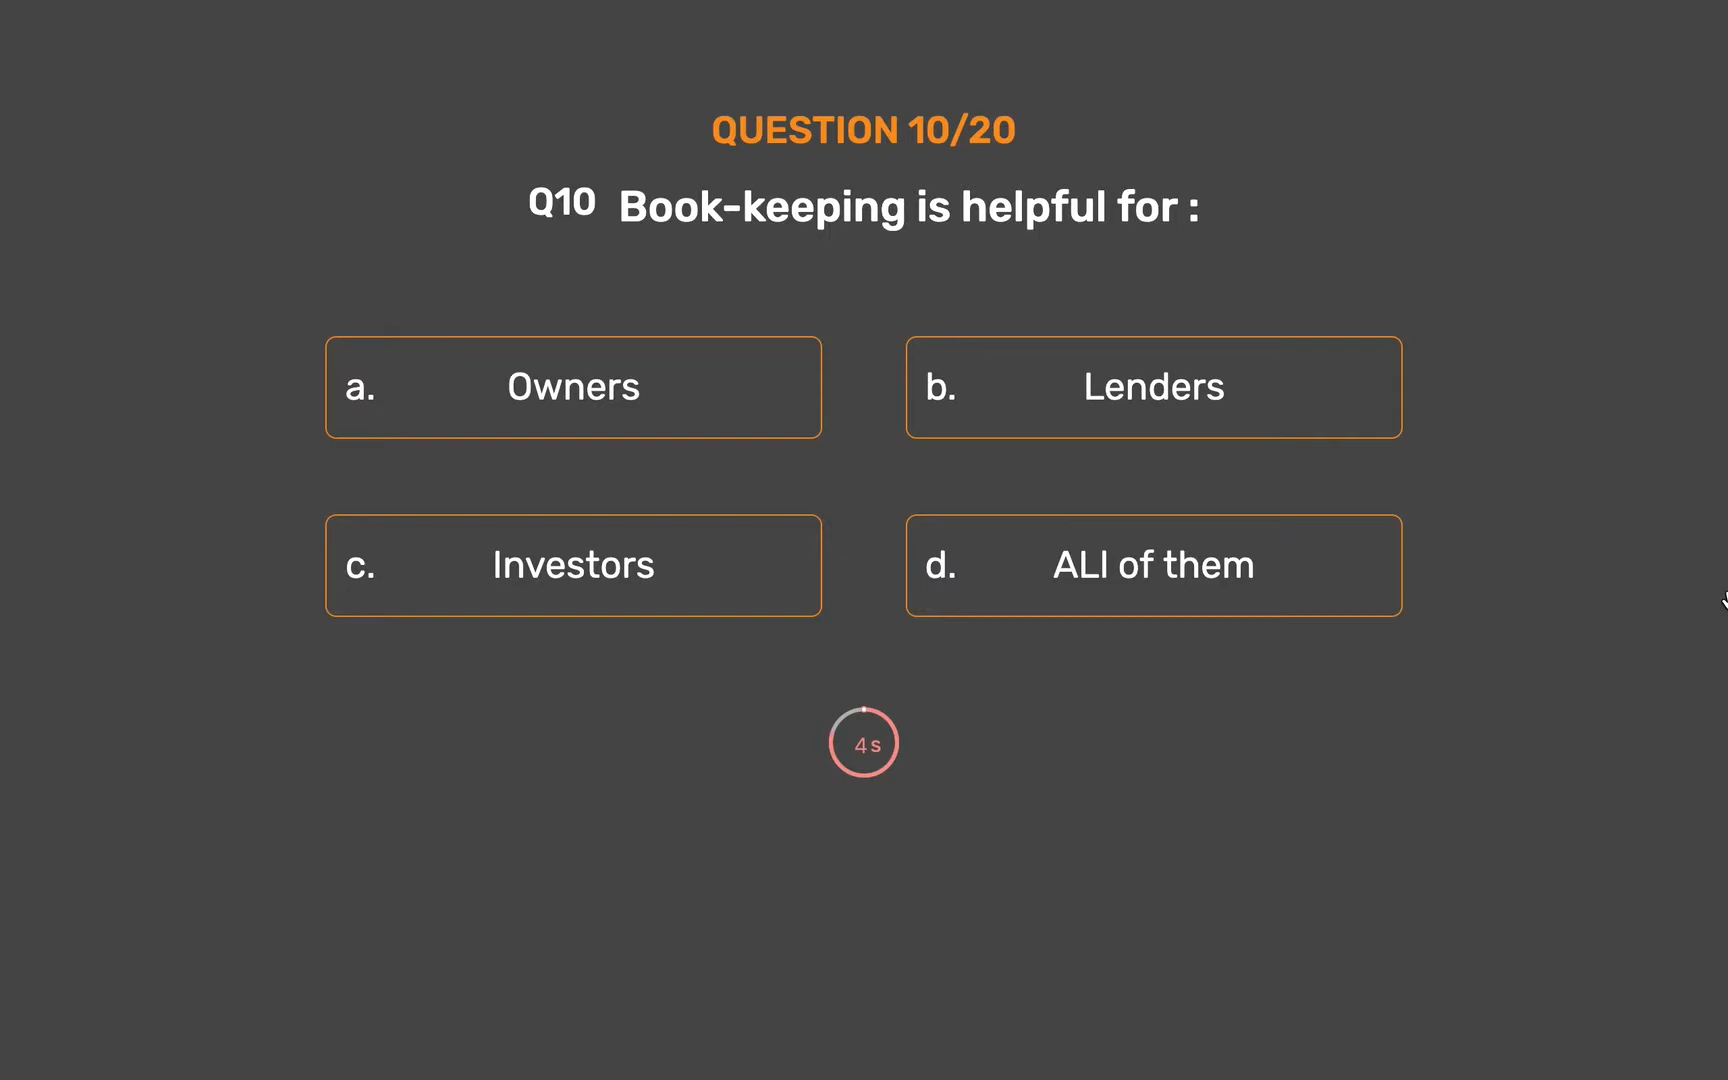 QUESTION 10/20
Q10 Book-keeping is helpful for :
a. Owners
b. Lenders
c. Investors
d. ALl of them
4s